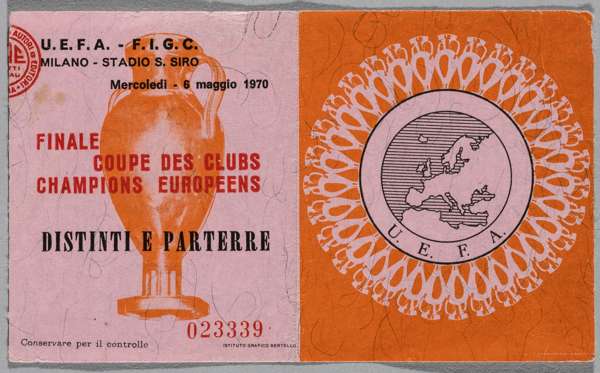 U.E.F.A. - F.I.G.C.
MILANO - STADIO S. SIRO
Mercoledì - 6 maggio 1970
FINALE
COUPE DES CLUBS
CHAMPIONS EUROPEENS
DISTINTI E PARTERRE
023339
Conservare per il controllo
ISTITUTO GRAFICO BERTELLO
U. E. F. A.